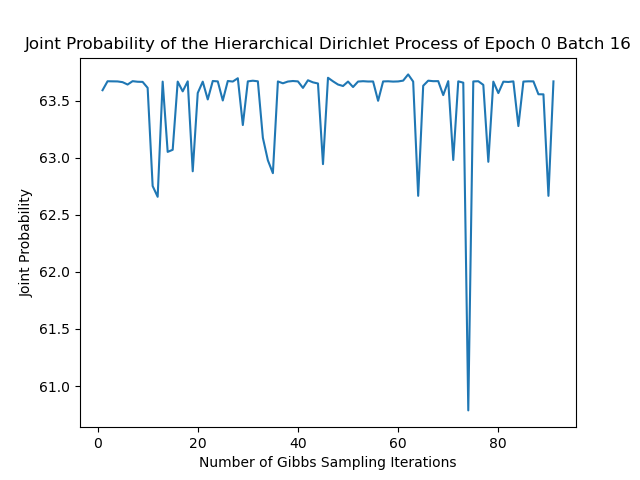 Joint Probability of the Hierarchical Dirichlet Process of Epoch 0 Batch 16
63.5
63.0
62.5
62.0
61.5
61.0
Joint Probability
0 20 40 60 80
Number of Gibbs Sampling Iterations